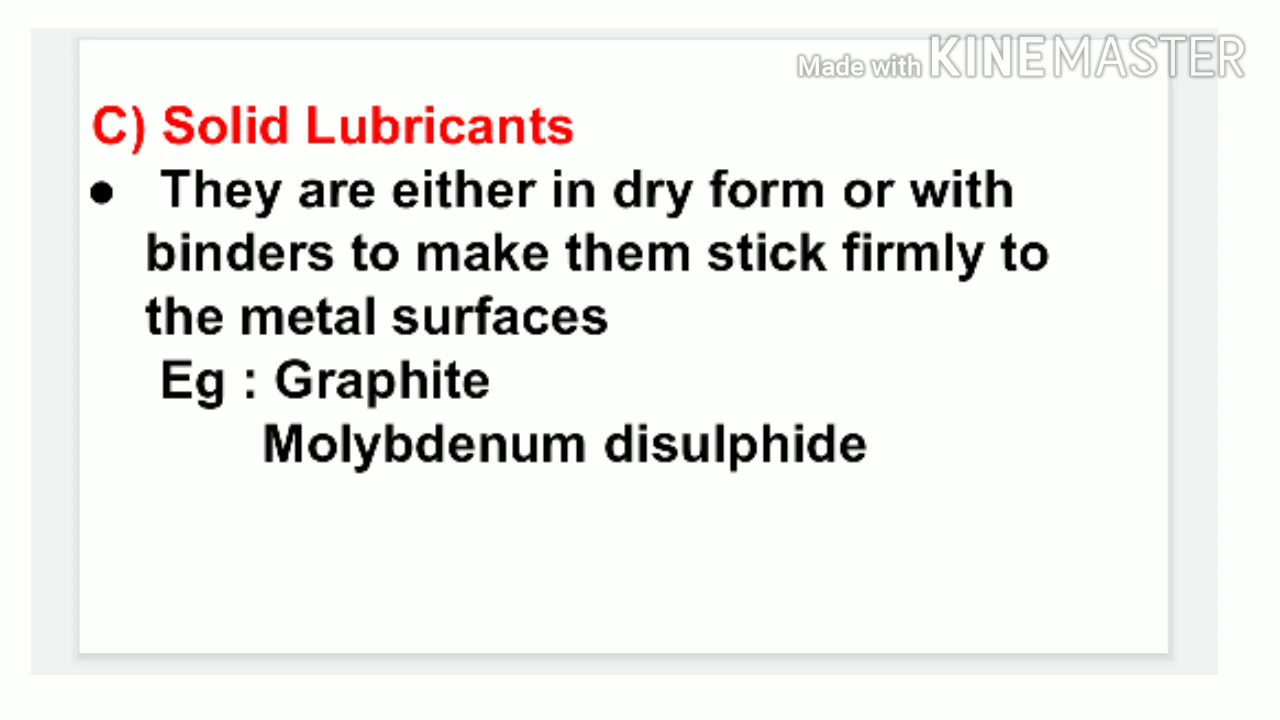 Made with KINEMASTER
C) Solid Lubricants
● They are either in dry form or with
binders to make them stick firmly to
the metal surfaces
Eg : Graphite
Molybdenum disulphide